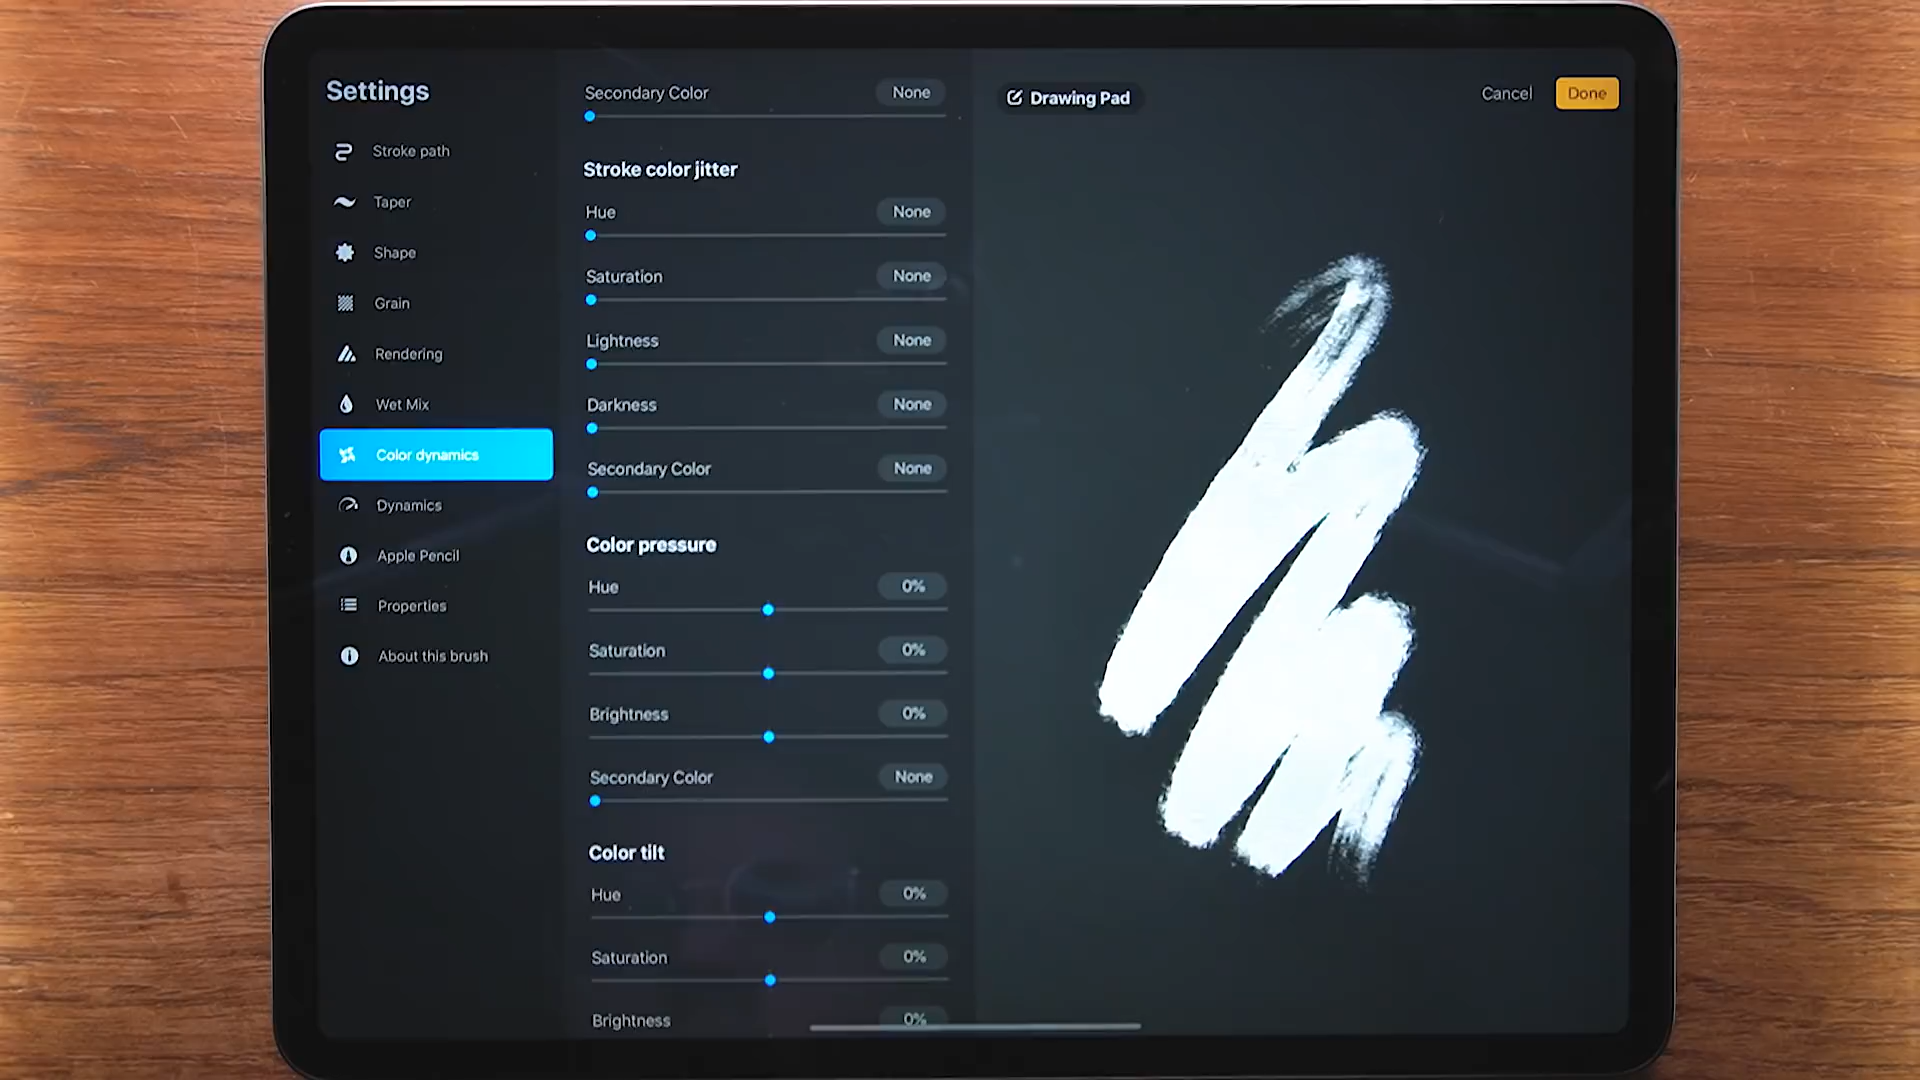 Settings
Stroke path
Taper
Shape
Grain
Rendering
Wet Mix
Color dynamics
Dynamics
Apple Pencil
Properties
About this brush
Secondary Color None
Stroke color jitter
Hue None
Saturation None
Lightness None
Darkness None
Secondary Color None
Color pressure
Hue 0%
Saturation 0%
Brightness 0%
Secondary Color None
Color tilt
Hue 0%
Saturation 0%
Brightness 0%
Drawing Pad
Cancel
Done